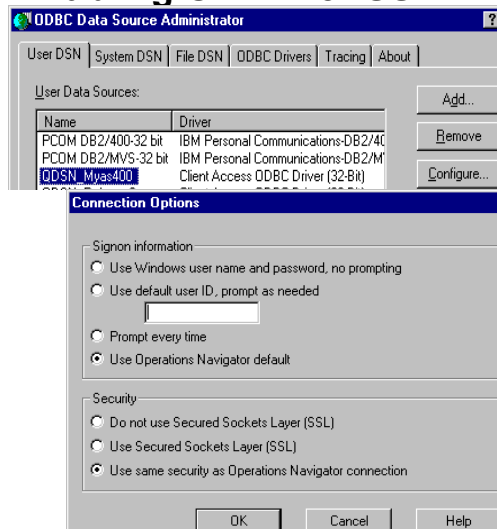 ODBC Data Source Administrator ?
User DSN System DSN File DSN ODBC Drivers Tracing About
User Data Sources:
Add...
Name Driver
PCOM DB2/400-32 bit IBM Personal Communications-DB2/40
Remove
PCOM DB2/MVS-32 bit IBM Personal Communications-DB2/M
QDSN_Myas400 Client Access ODBC Driver (32-Bit)
Configure...
Connection Options
Signon information
Use Windows user name and password, no prompting
Use default user ID, prompt as needed
Prompt every time
Use Operations Navigator default
Security
Do not use Secured Sockets Layer (SSL)
Use Secured Sockets Layer (SSL)
Use same security as Operations Navigator connection
OK Cancel Help